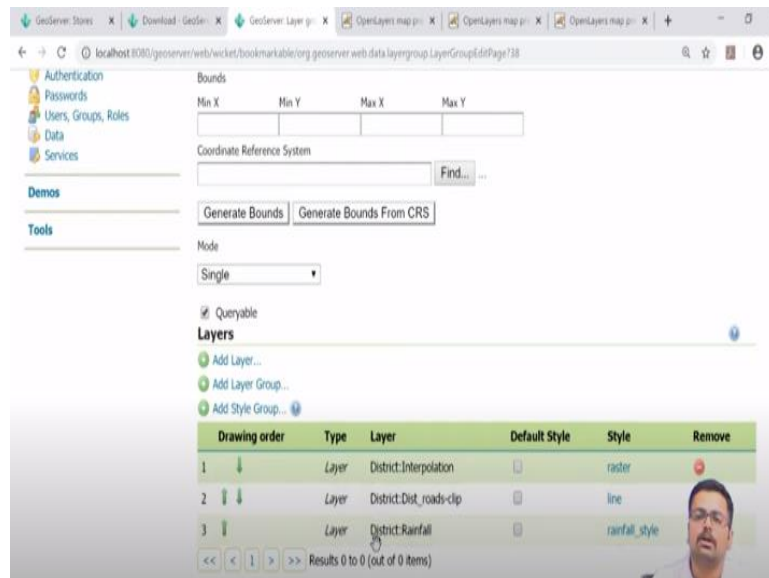 GeoServer: Stores
Download - GeoSer
GeoServer: Layer gr
OpenLayers map pr
OpenLayers map pr
OpenLayers map pr
localhost:8080/geoserver/web/wicket/bookmarkable/org.geoserver.web.data.layergroup.LayerGroupEditPage?38
Authentication
Passwords
Users, Groups, Roles
Data
Services
Demos
Tools
Bounds
Min X Min Y Max X Max Y
Coordinate Reference System
Find... ...
Generate Bounds Generate Bounds From CRS
Mode
Single
Queryable
Layers
Add Layer...
Add Layer Group...
Add Style Group...
Drawing order Type Layer Default Style Style Remove
1 Layer District:Interpolation raster
2 Layer District:Dist_roads-clip line
3 Layer District:Rainfall rainfall_style
<< < 1 > >> Results 0 to 0 (out of 0 items)